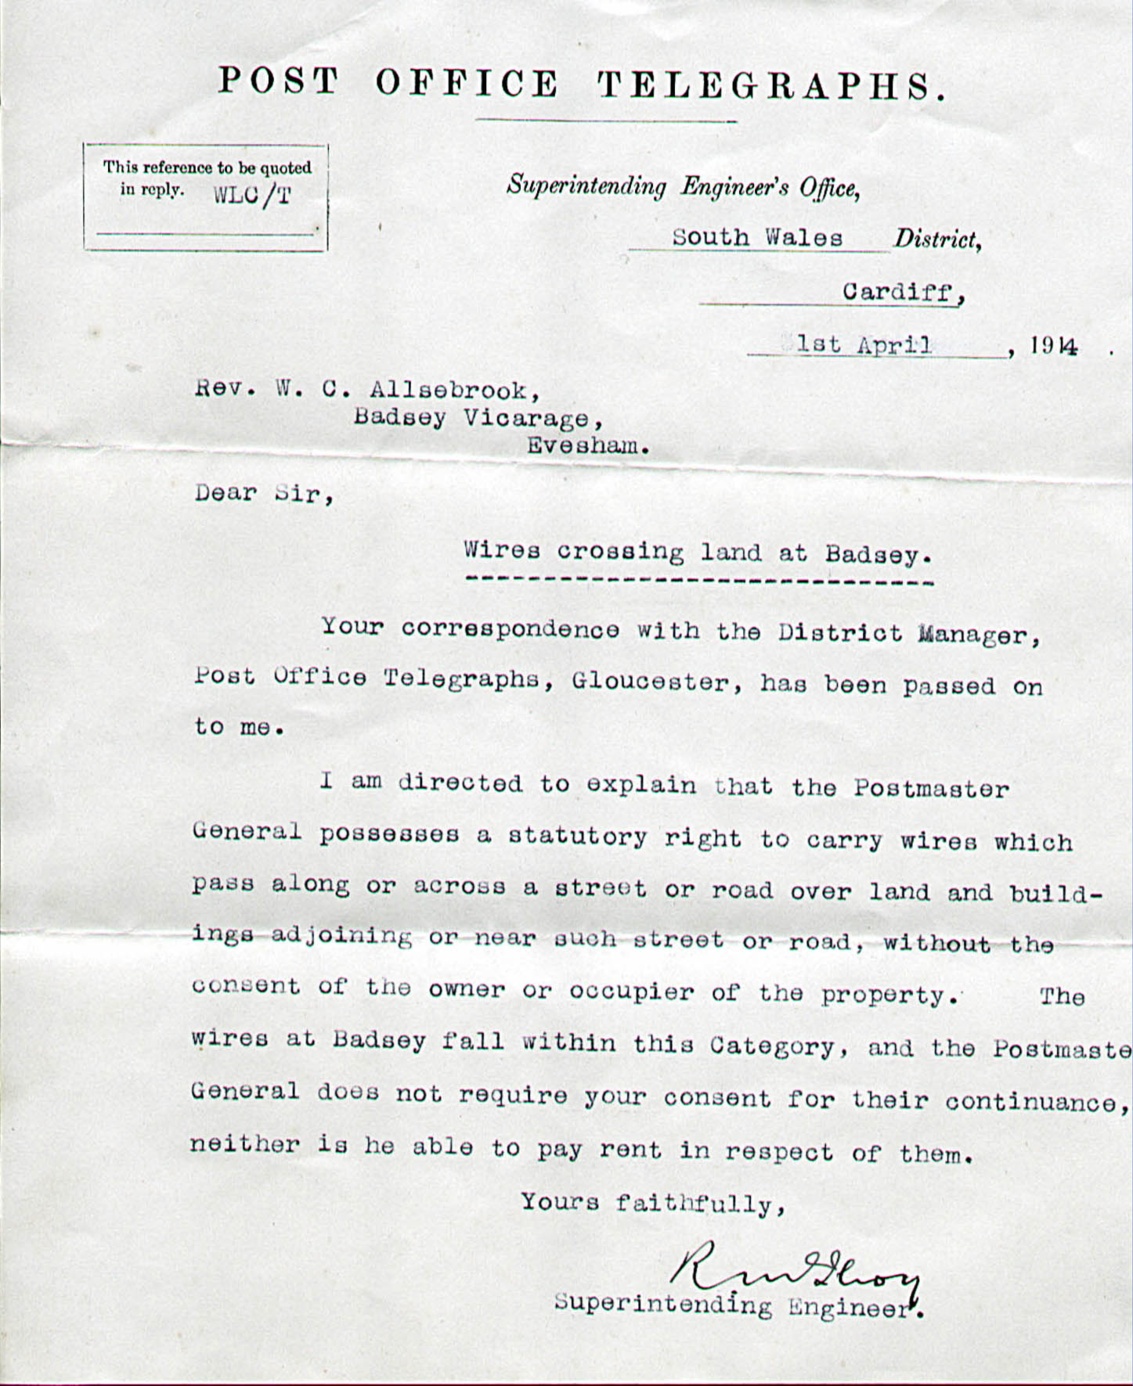 POST OFFICE TELEGRAPHS.
This reference to be quoted
in reply. WLC/T
Superintending Engineer's Office,
South Wales District,
Cardiff,
1st April, 1914.
Rev. W. C. Allsebrook,
Badsey Vicarage,
Evesham.
Dear Sir,
Wires crossing land at Badsey.
Your correspondence with the District Manager,
Post Office Telegraphs, Gloucester, has been passed on
to me.
I am directed to explain that the Postmaster
General possesses a statutory right to carry wires which
pass along or across a street or road over land and build-
ings adjoining or near such street or road, without the
consent of the owner or occupier of the property. The
wires at Badsey fall within this Category, and the Postmaste
General does not require your consent for their continuance,
neither is he able to pay rent in respect of them.
Yours faithfully,
Superintending Engineer.